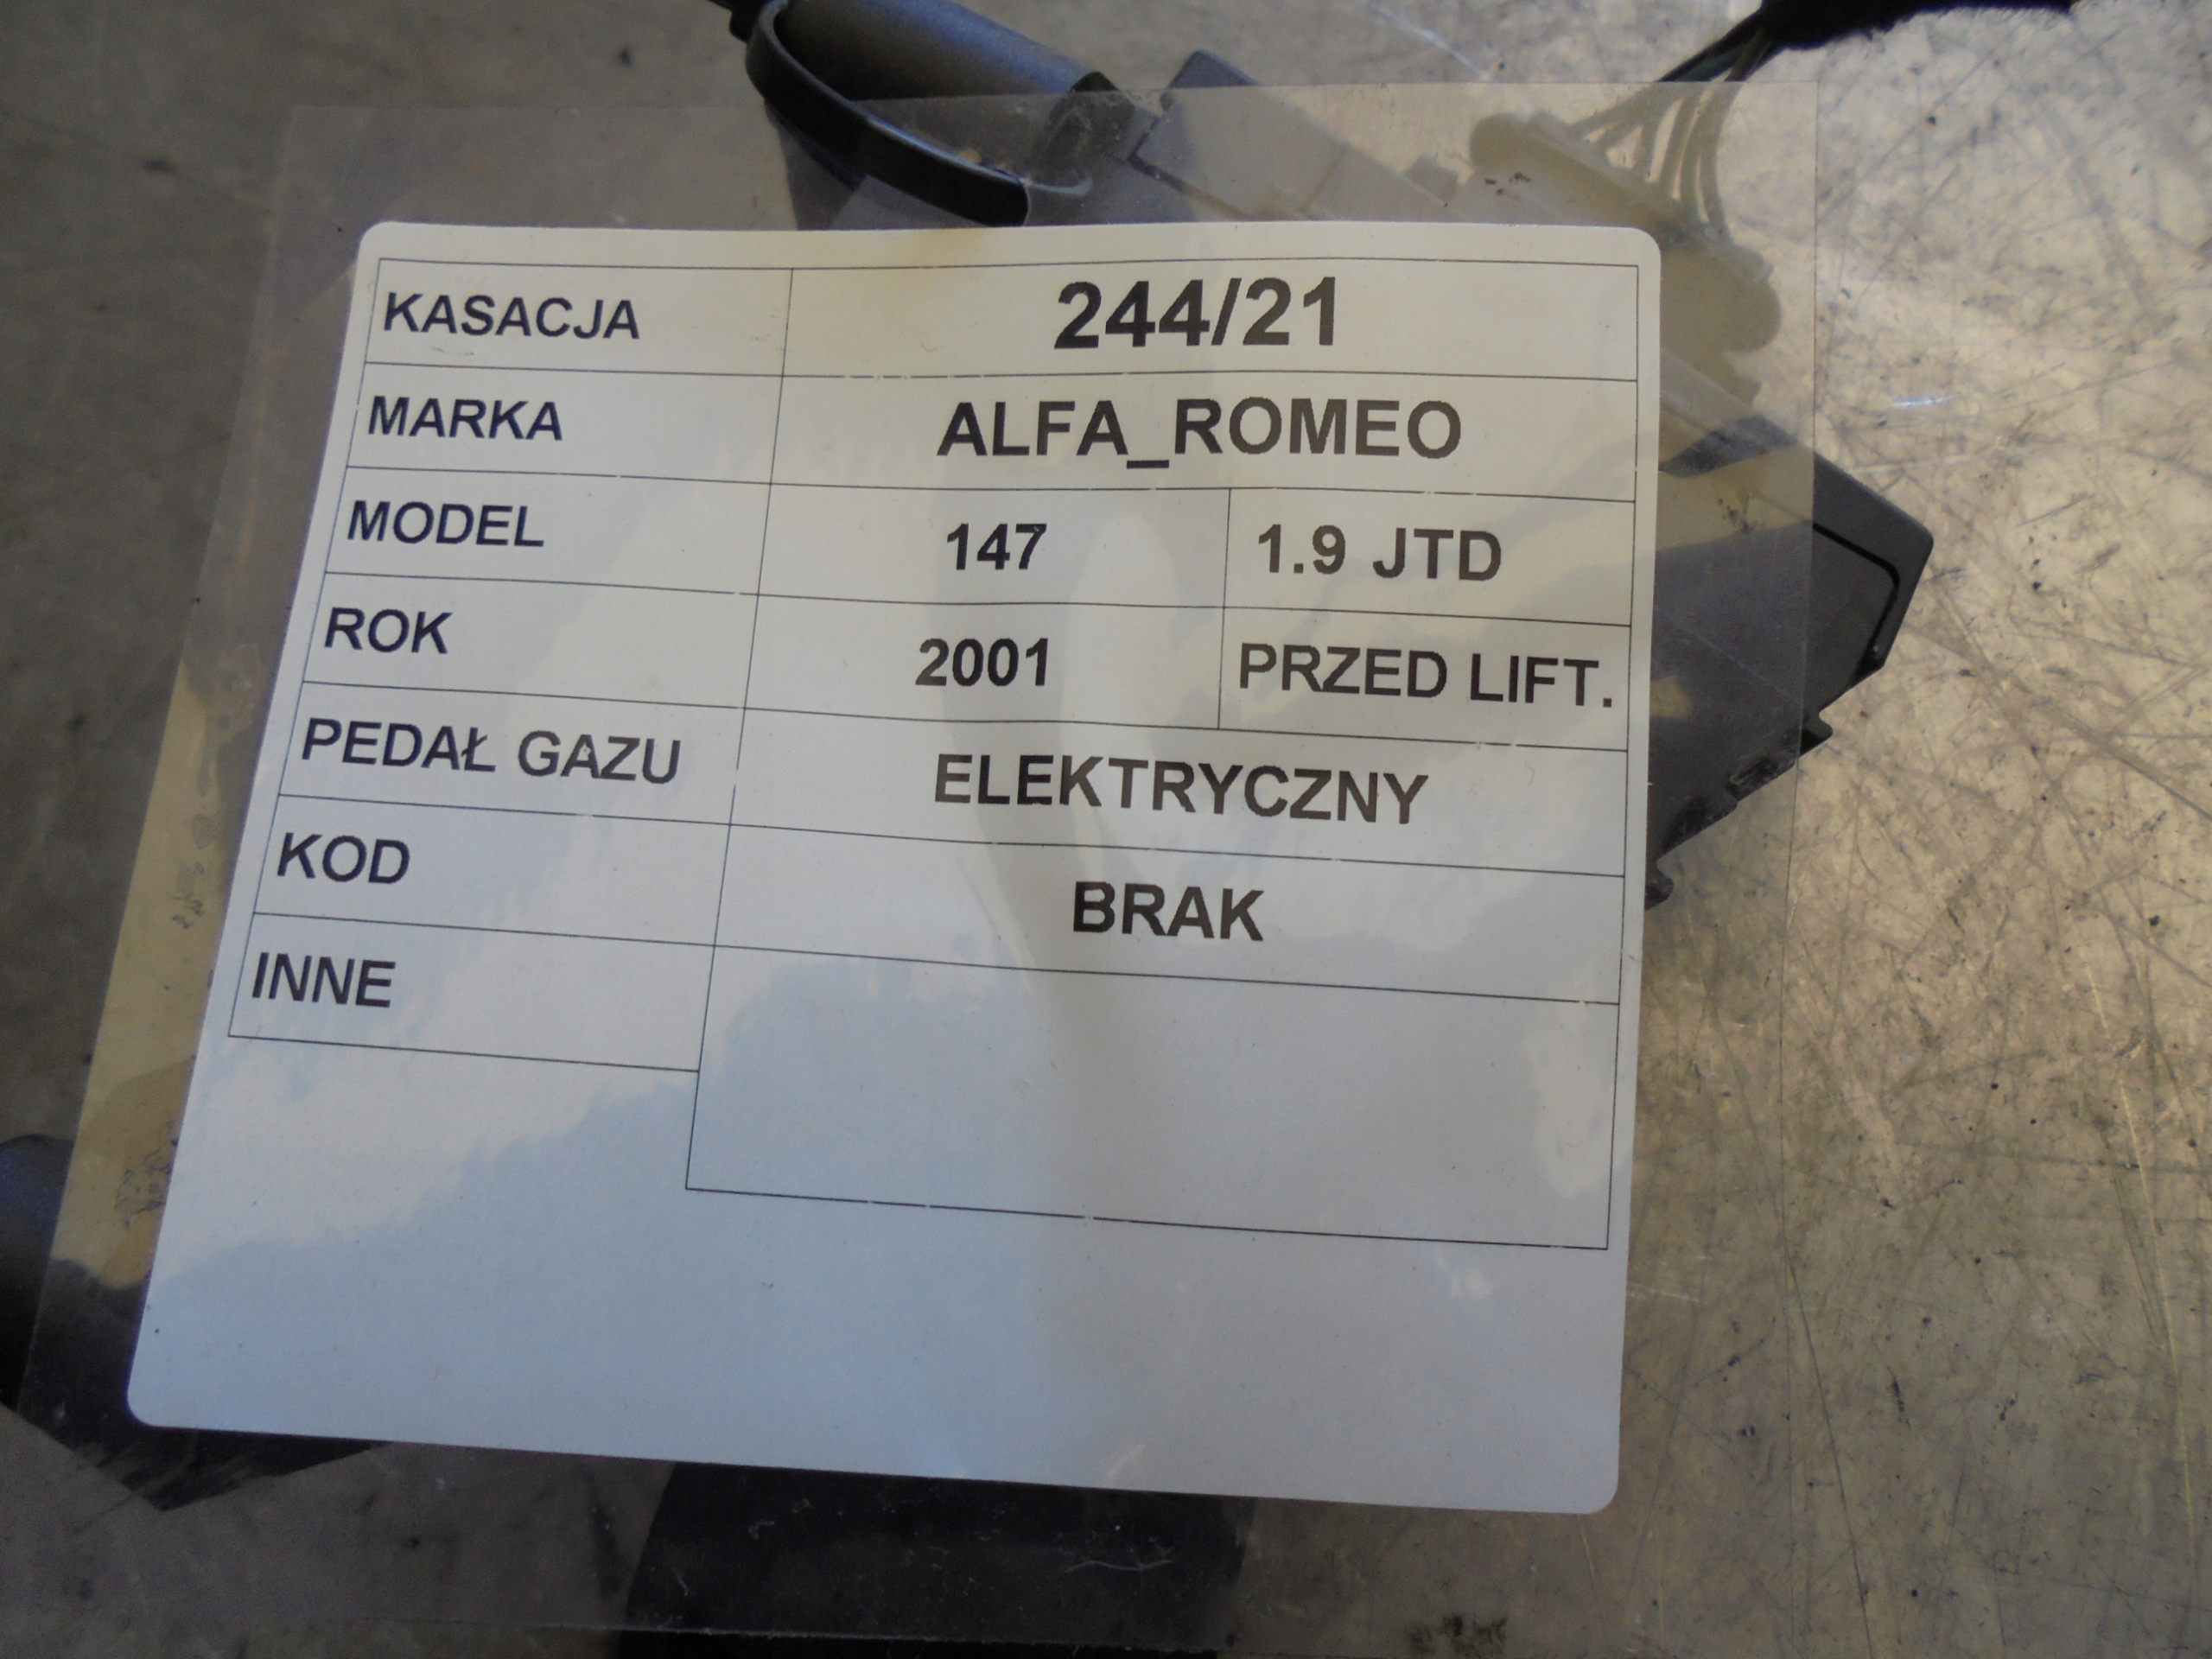 KASACJA 244/21
MARKA ALFA_ROMEO
MODEL 147 1.9 JTD
ROK 2001 PRZED LIFT.
PEDAŁ GAZU ELEKTRYCZNY
KOD BRAK
INNE